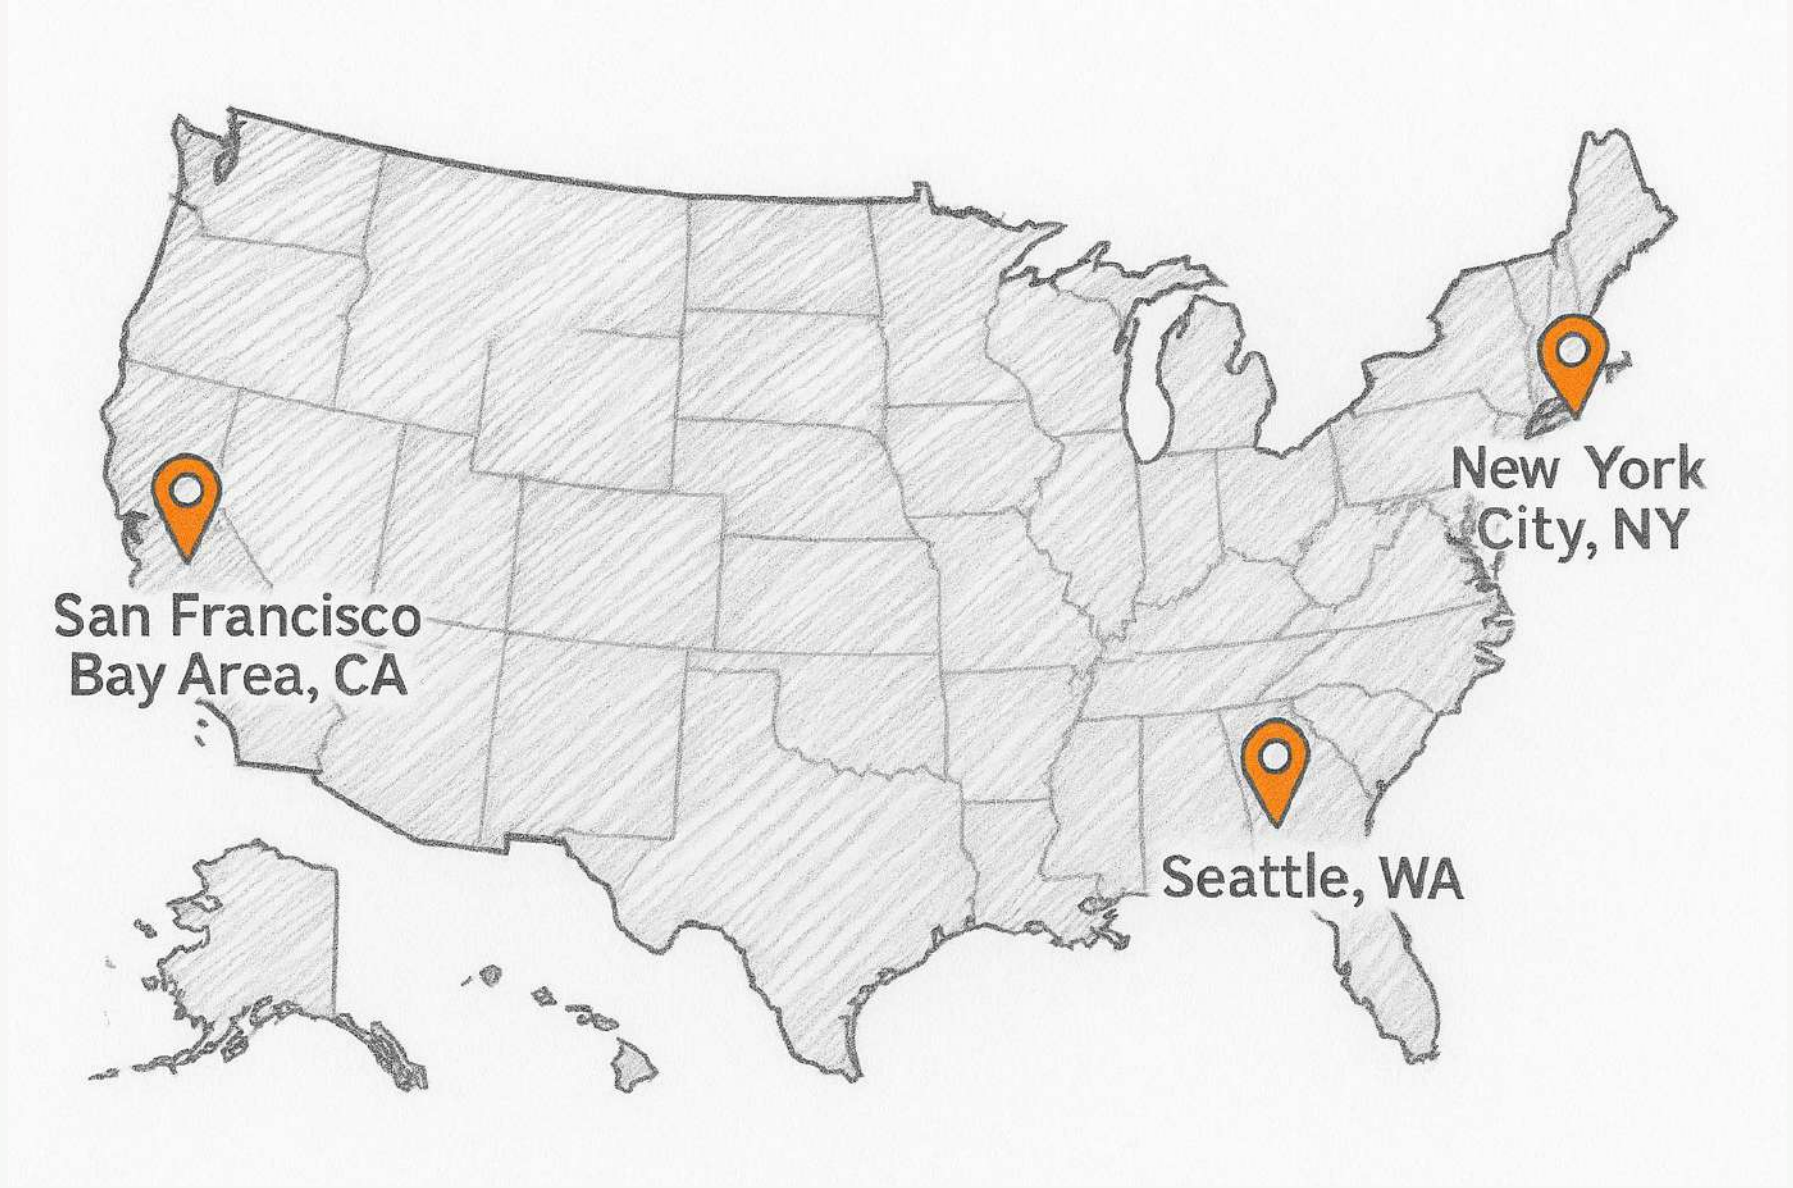 New York
City, NY
San Francisco
Bay Area, CA
Seattle, WA